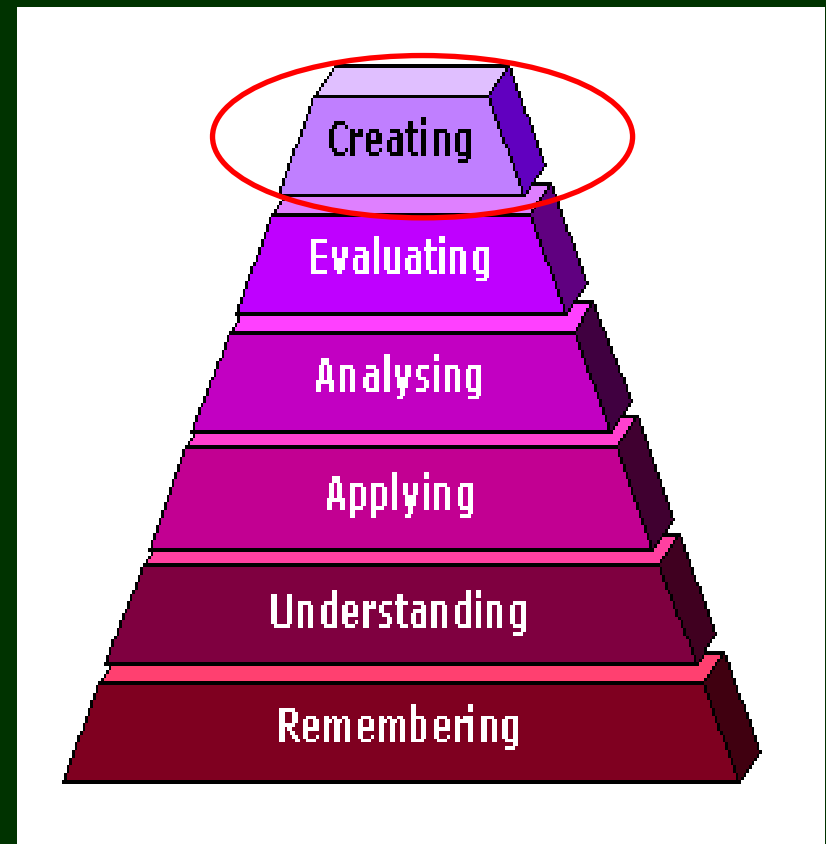 Creating
Evaluating
Analysing
Applying
Understanding
Remembering